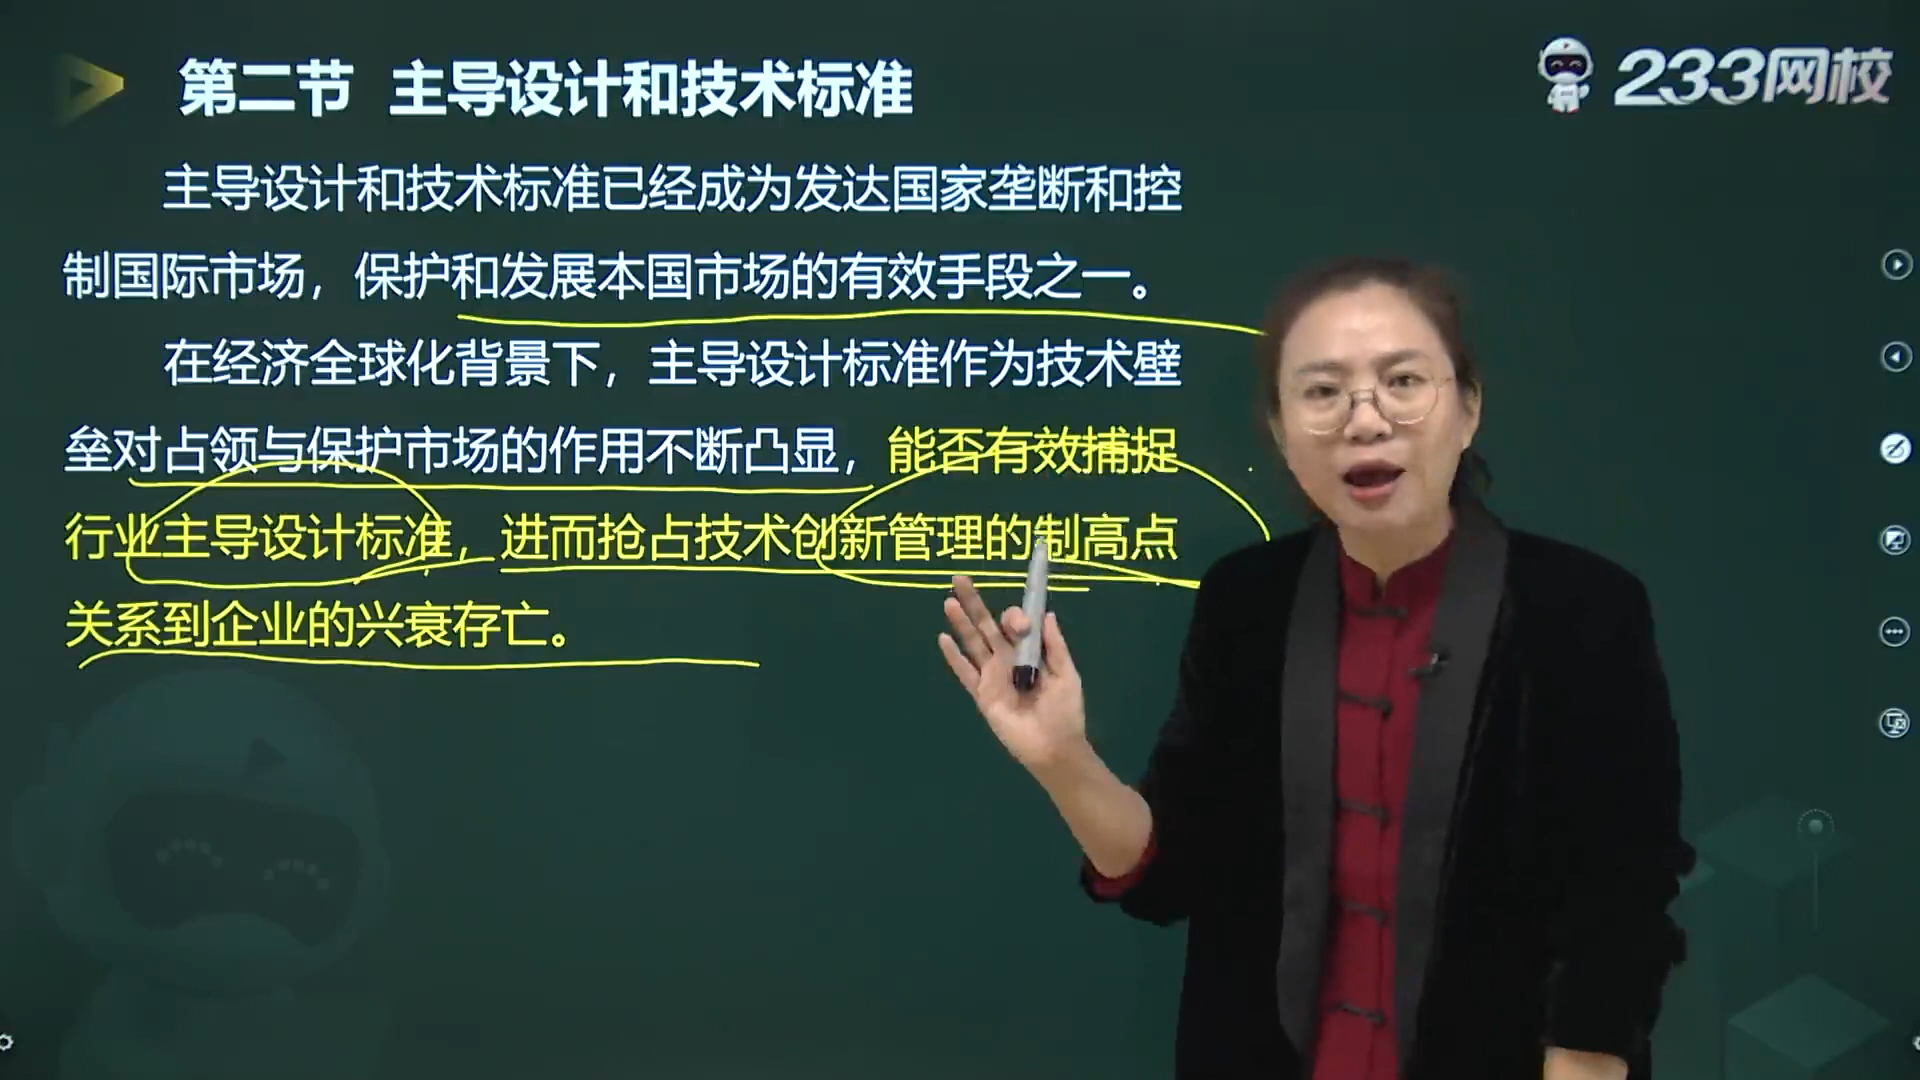 第二节 主导设计和技术标准
233网校
主导设计和技术标准已经成为发达国家垄断和控
制国际市场，保护和发展本国市场的有效手段之一。
在经济全球化背景下，主导设计标准作为技术壁
垒对占领与保护市场的作用不断凸显，能否有效捕捉
行业主导设计标准，进而抢占技术创新管理的制高点
关系到企业的兴衰存亡。